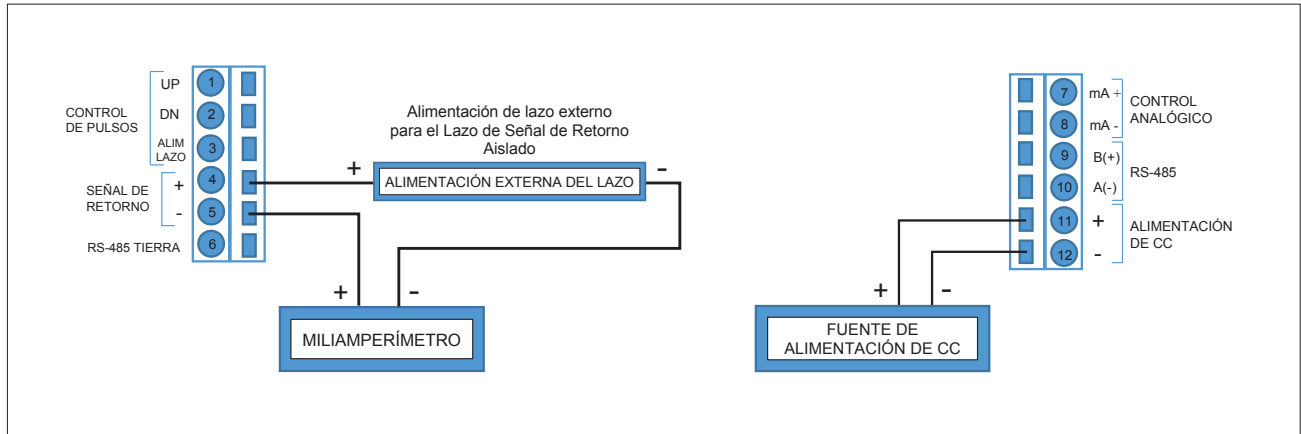 UP
1
CONTROL
DE PULSOS
DN
2
ALIM
LAZO
3
SEÑAL DE
RETORNO
+
4
-
5
RS-485 TIERRA
6
Alimentación de lazo externo
para el Lazo de Señal de Retorno
Aislado
+
-
ALIMENTACIÓN EXTERNA DEL LAZO
+
-
MILIAMPERÍMETRO
7
mA +
8
mA -
CONTROL
ANALÓGICO
9
B(+)
10
A(-)
RS-485
11
+
12
-
ALIMENTACIÓN
DE CC
+
-
FUENTE DE
ALIMENTACIÓN DE CC